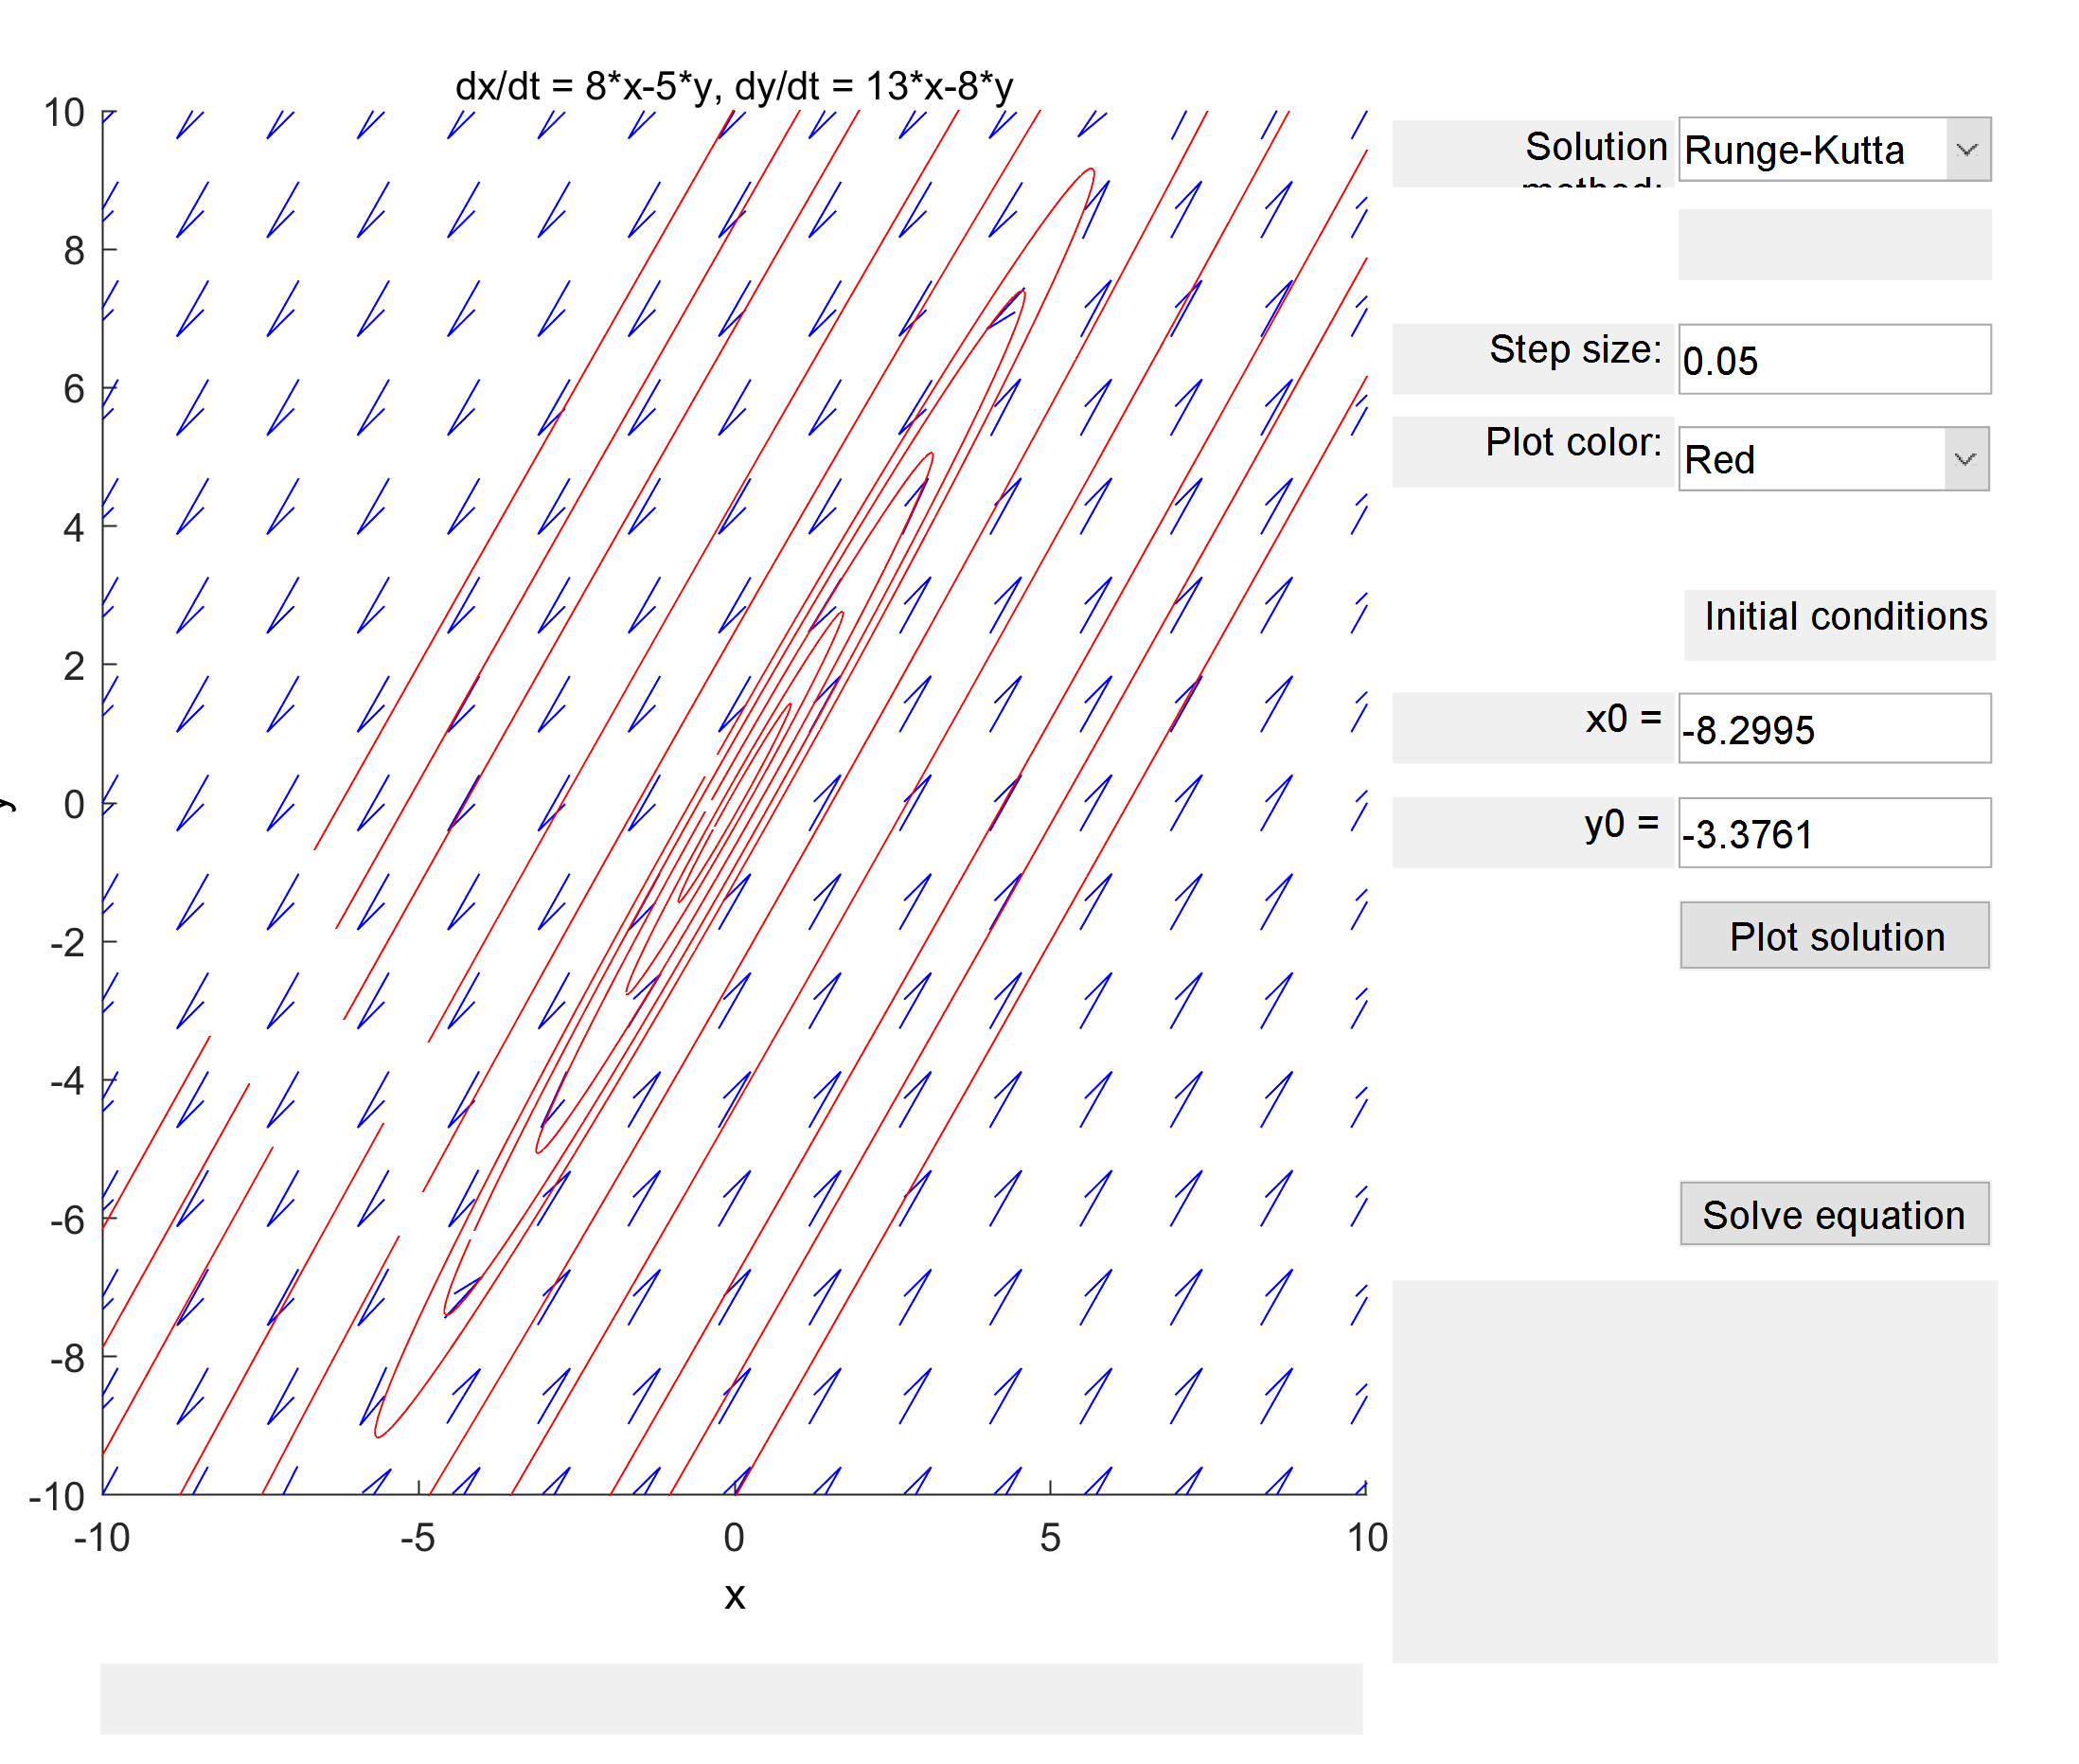 dx/dt = 8*x-5*y, dy/dt = 13*x-8*y
10
8
6
4
2
0
-2
-4
-6
-8
-10
y
-10
-5
0
5
10
x
Solution
method:
Runge-Kutta
Step size:
0.05
Plot color:
Red
Initial conditions
x0 =
-8.2995
y0 =
-3.3761
Plot solution
Solve equation